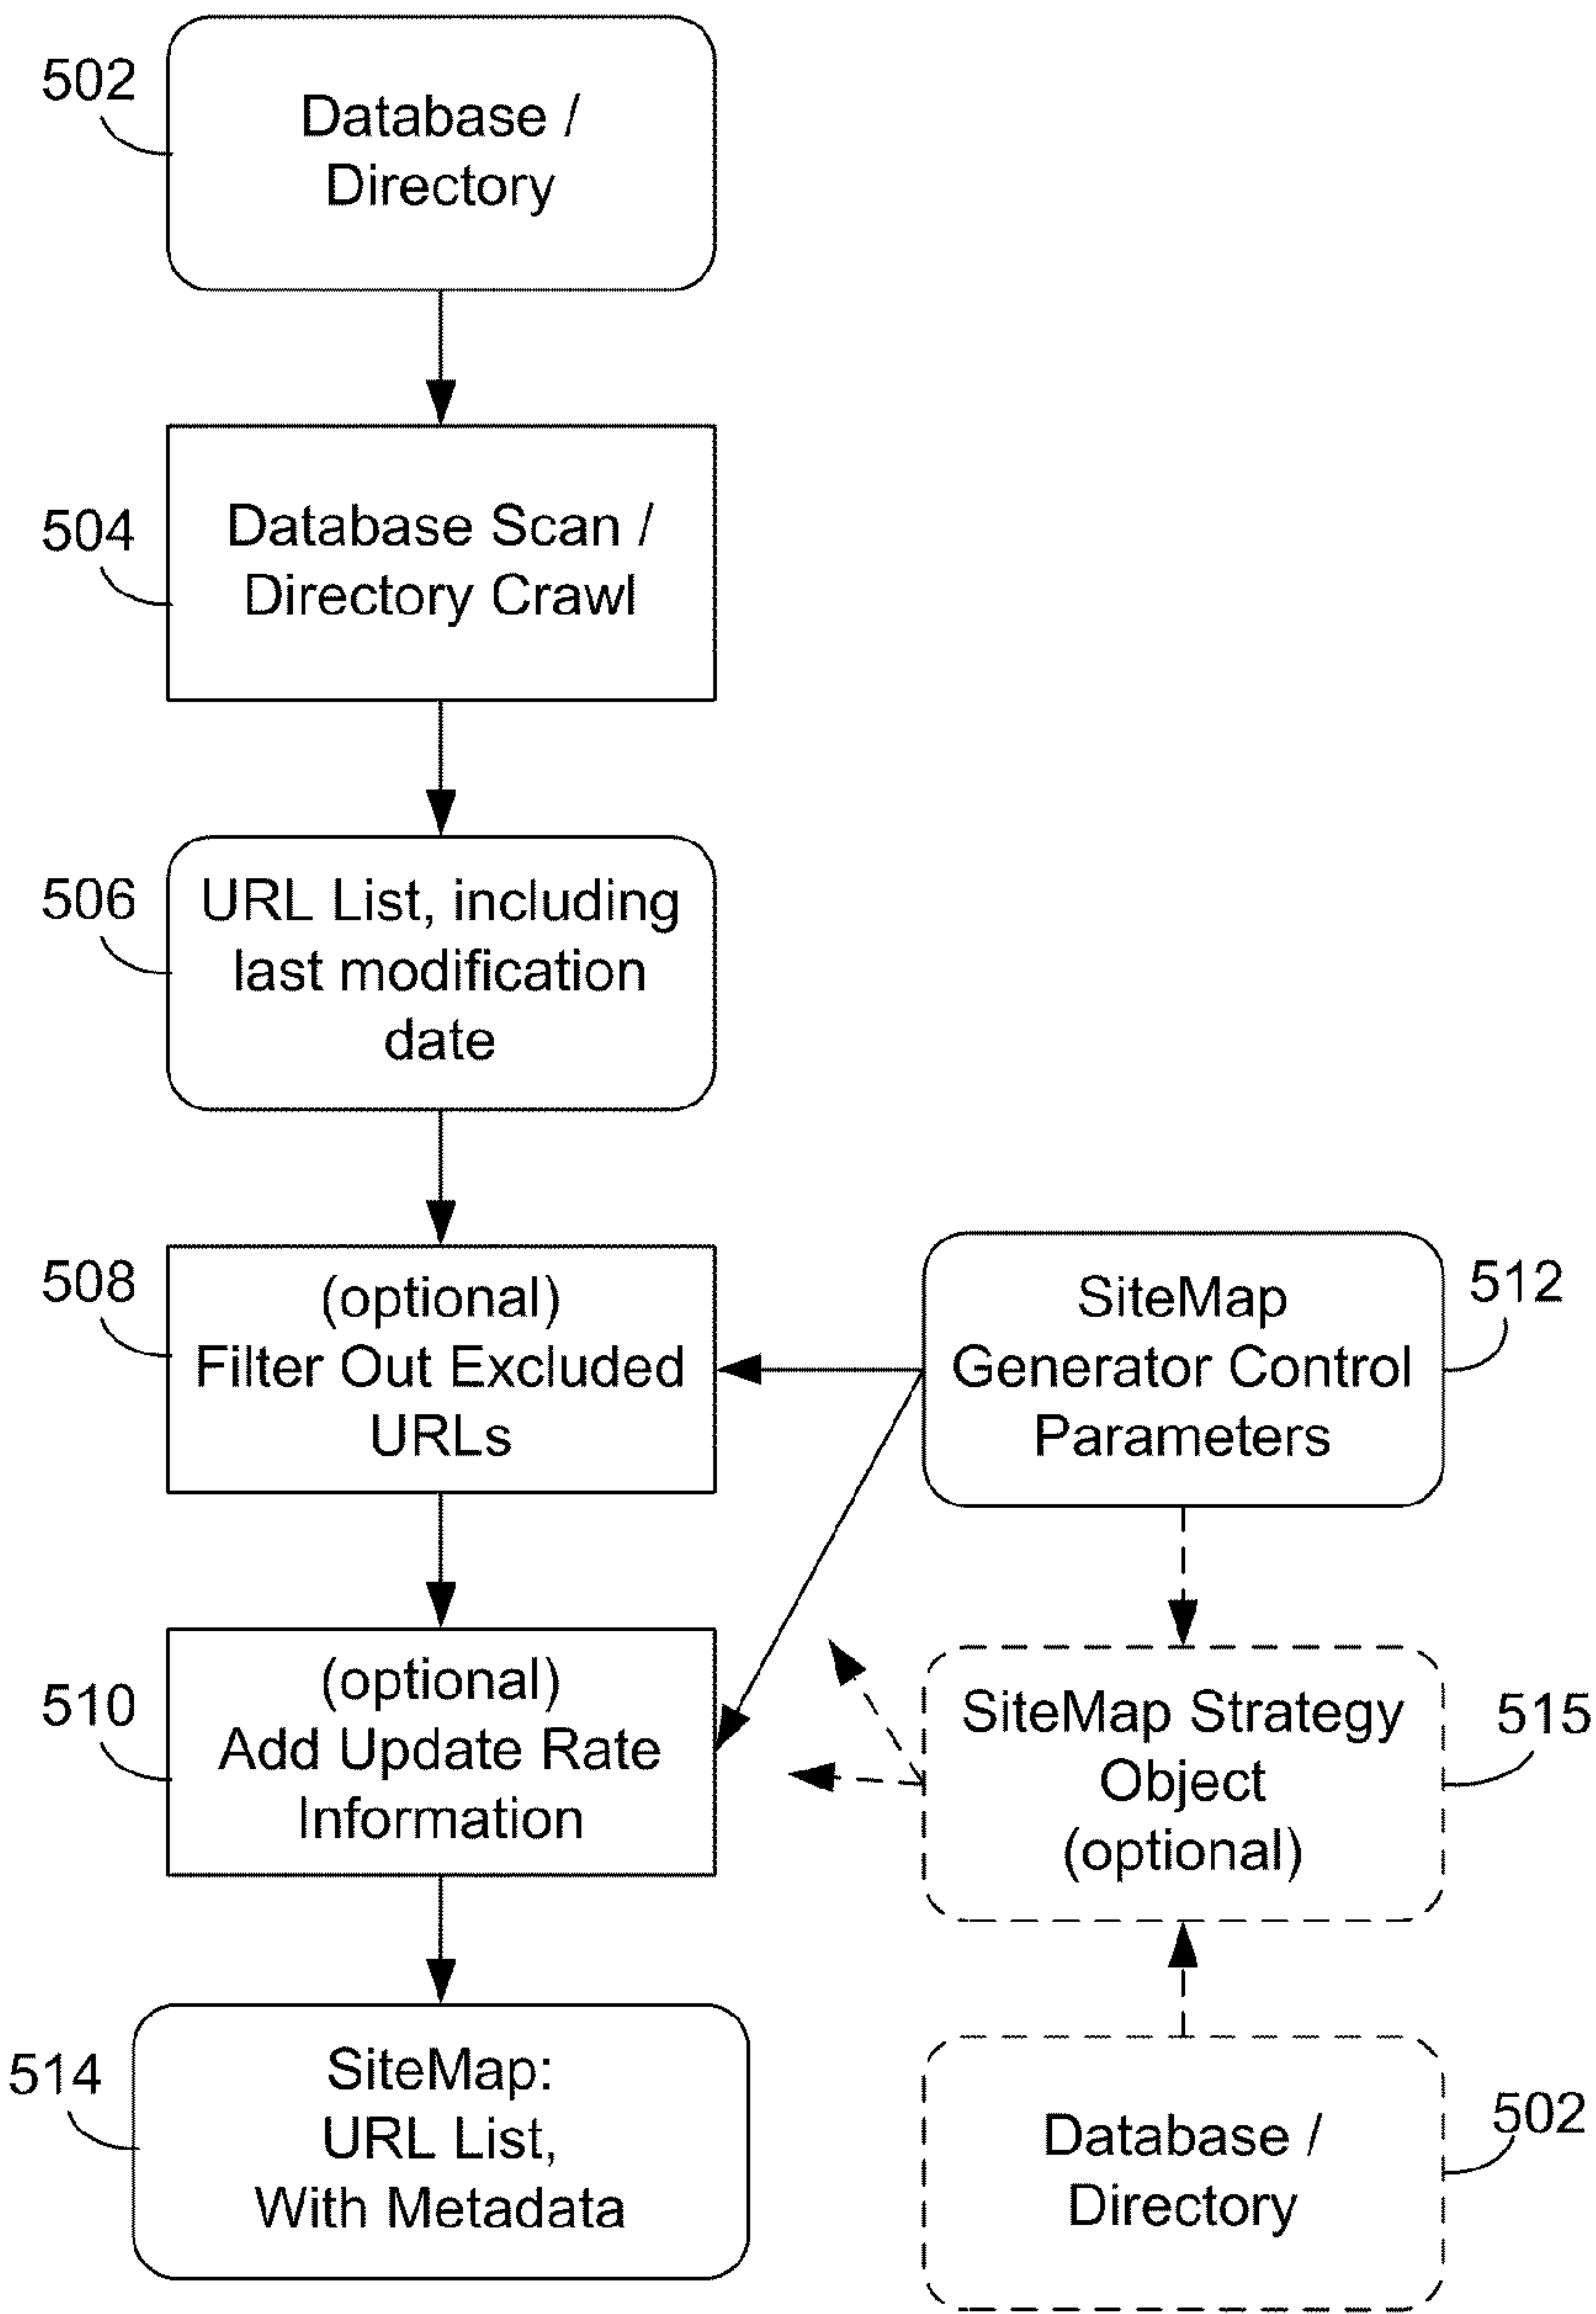 502
Database /
Directory
504
Database Scan /
Directory Crawl
506
URL List, including
last modification
date
508
(optional)
Filter Out Excluded
URLs
SiteMap
Generator Control
Parameters
512
510
(optional)
Add Update Rate
Information
SiteMap Strategy
Object
(optional)
515
514
SiteMap:
URL List,
With Metadata
Database /
Directory
502